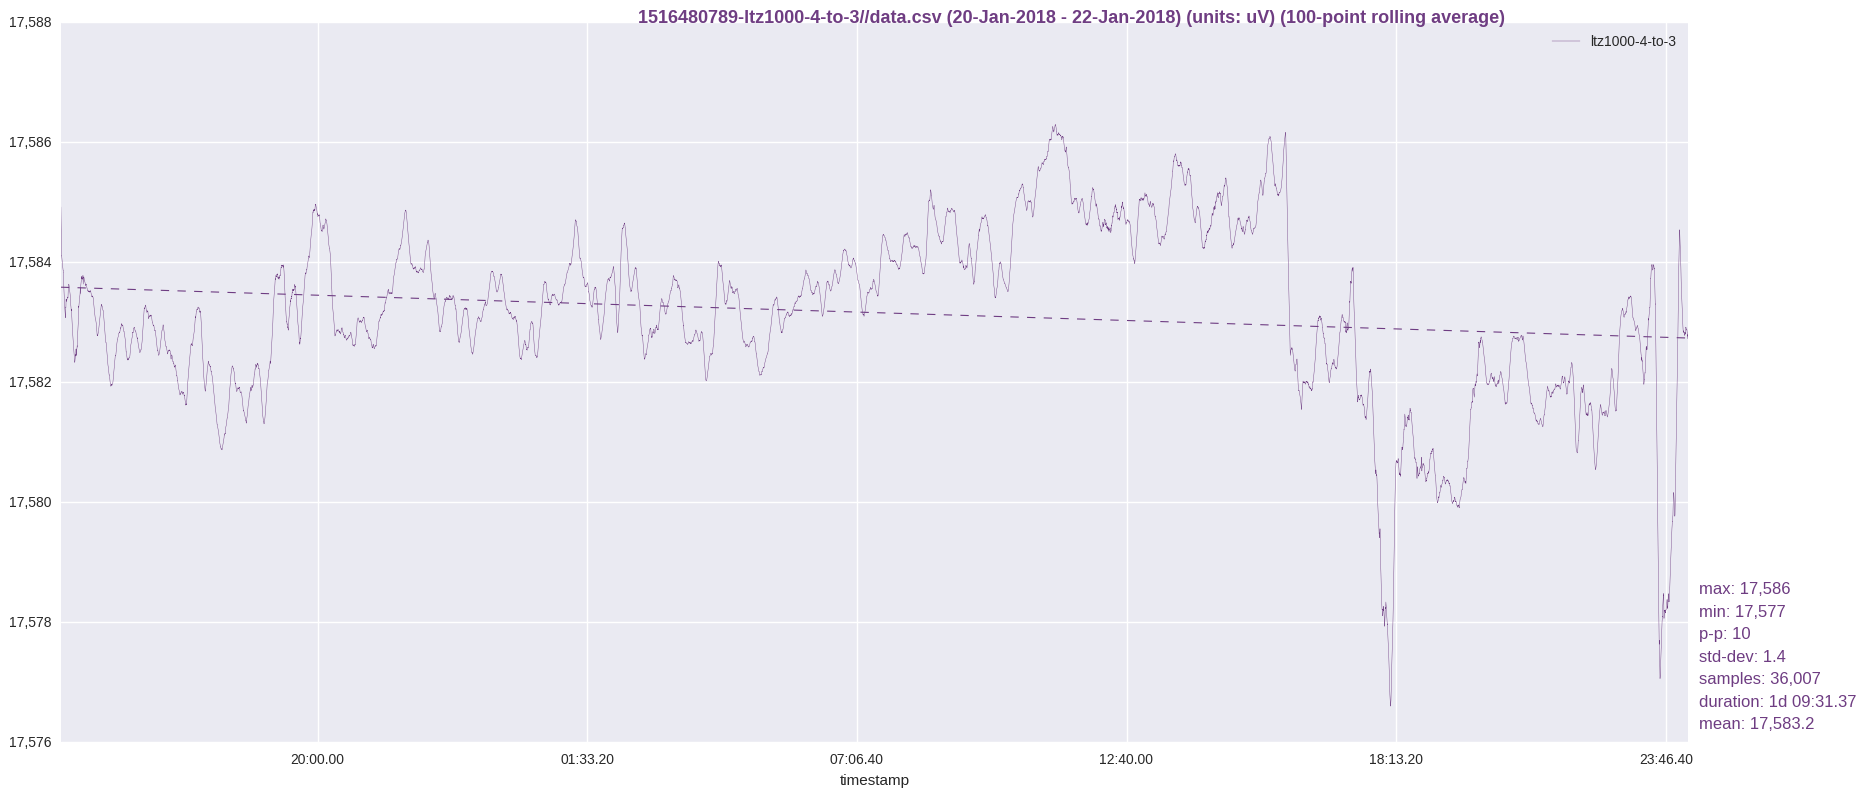 1516480789-ltz1000-4-to-3//data.csv (20-Jan-2018 - 22-Jan-2018) (units: uV) (100-point rolling average)
ltz1000-4-to-3
17,588
17,586
17,584
17,582
17,580
17,578
17,576
max: 17,586
min: 17,577
p-p: 10
std-dev: 1.4
samples: 36,007
duration: 1d 09:31.37
mean: 17,583.2
20:00.00 01:33.20 07:06.40 12:40.00 18:13.20 23:46.40
timestamp